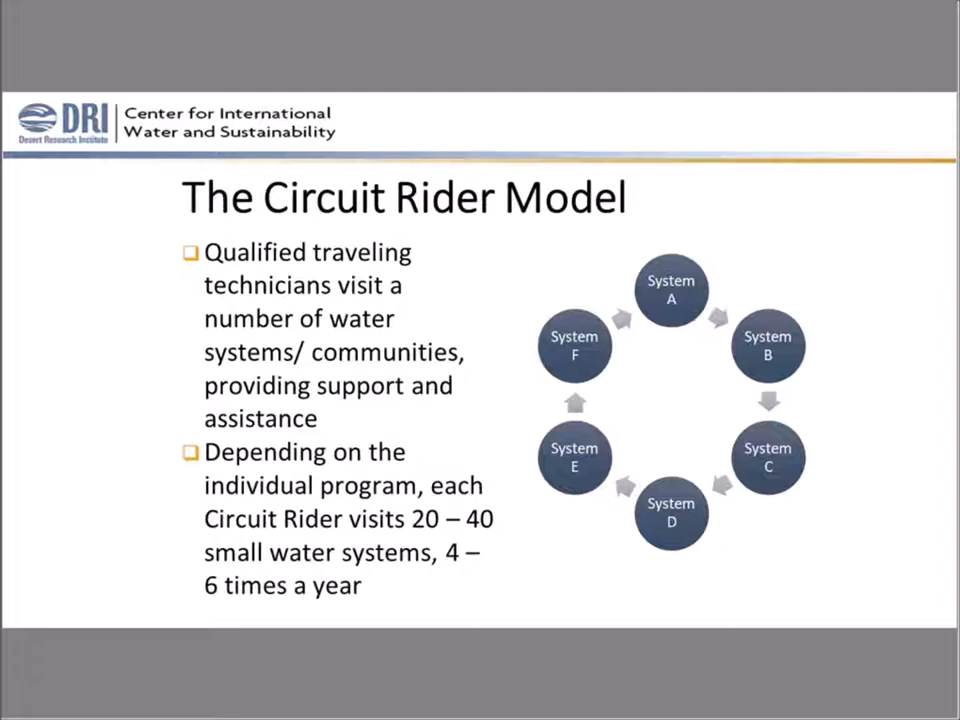 DRI
Desert Research Institute
Center for International
Water and Sustainability
The Circuit Rider Model
Qualified traveling
technicians visit a
number of water
systems/ communities,
providing support and
assistance
Depending on the
individual program, each
Circuit Rider visits 20 – 40
small water systems, 4 –
6 times a year
System
A
System
B
System
C
System
D
System
E
System
F